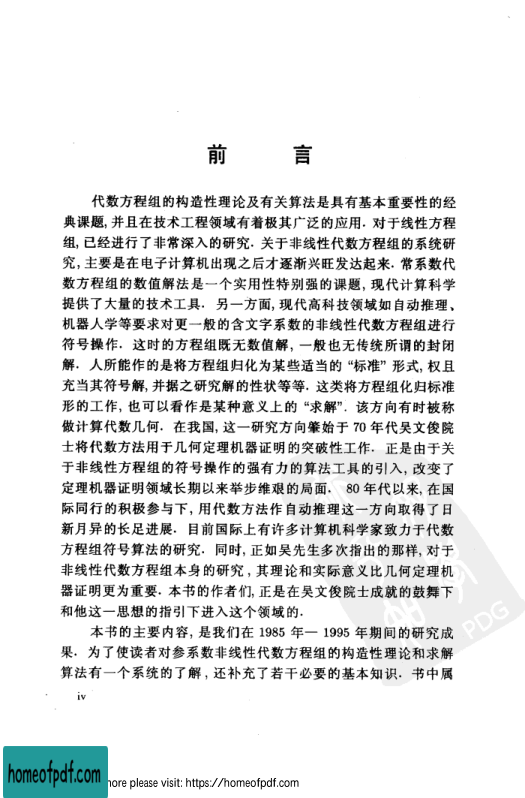 前 言
代数方程组的构造性理论及有关算法是具有基本重要性的经
典课题, 并且在技术工程领域有着极其广泛的应用. 对于线性方程
组, 已经进行了非常深入的研究. 关于非线性代数方程组的系统研
究, 主要是在电子计算机出现之后才逐渐兴旺发达起来. 常系数代
数方程组的数值解法是一个实用性特别强的课题, 现代计算科学
提供了大量的技术工具. 另一方面, 现代高科技领域如自动推理、
机器人学等要求对更一般的含文字系数的非线性代数方程组进行
符号操作. 这时的方程组既无数值解, 一般也无传统所谓的封闭
解. 人所能作的是将方程组归化为某些适当的 “标准” 形式, 权且
充当其符号解, 并据之研究解的性状等等. 这类将方程组化归标准
形的工作, 也可以看作是某种意义上的 “求解”. 该方向有时被称
做计算代数几何. 在我国, 这一研究方向肇始于 70 年代吴文俊院
士将代数方法用于几何定理机器证明的突破性工作. 正是由于关
于非线性方程组的符号操作的强有力的算法工具的引入, 改变了
定理机器证明领域长期以来举步维艰的局面. 80 年代以来, 在国
际同行的积极参与下, 用代数方法作自动推理这一方向取得了日
新月异的长足进展. 目前国际上有许多计算机科学家致力于代数
方程组符号算法的研究. 同时, 正如吴先生多次指出的那样, 对于
非线性代数方程组本身的研究, 其理论和实际意义比几何定理机
器证明更为重要. 本书的作者们, 正是在吴文俊院士成就的鼓舞下
和他这一思想的指引下进入这个领域的.
本书的主要内容, 是我们在 1985 年— 1995 年期间的研究成
果. 为了使读者对参系数非线性代数方程组的构造性理论和求解
算法有一个系统的了解, 还补充了若干必要的基本知识. 书中属
iv
PDG
homeofpdf.com
more please visit: https://homeofpdf.com